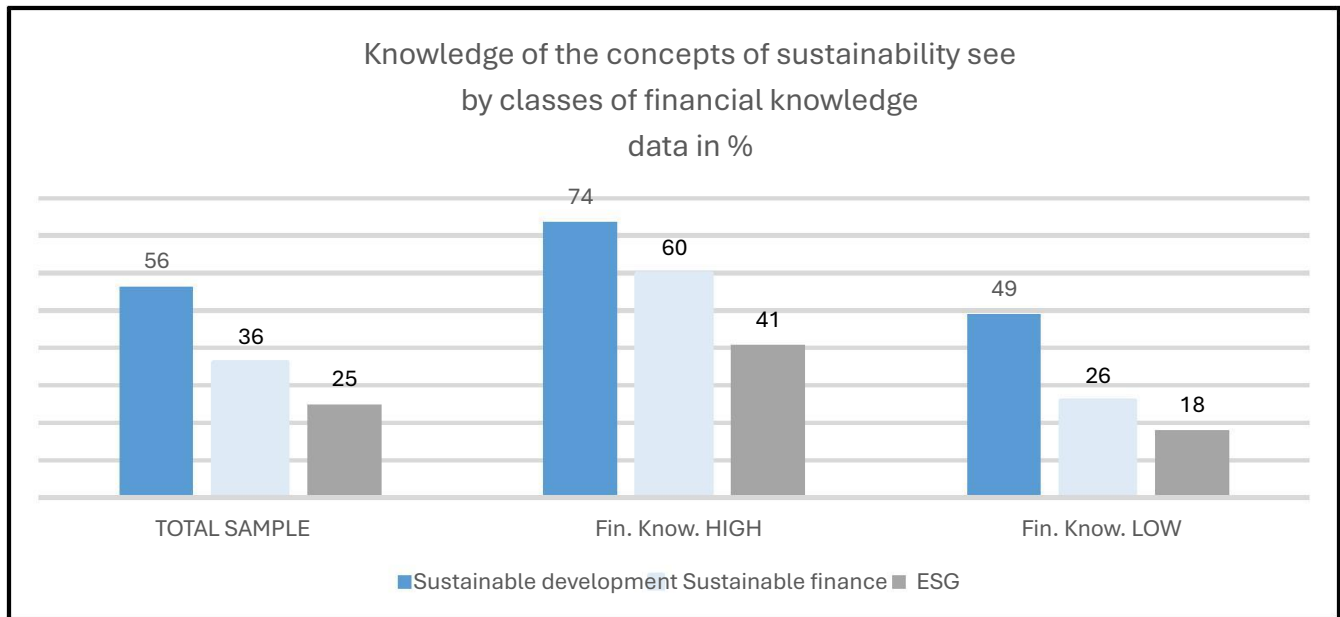 Knowledge of the concepts of sustainability see
by classes of financial knowledge
data in %
74
60
56
49
41
36
25
26
18
TOTAL SAMPLE
Fin. Know. HIGH
Fin. Know. LOW
Sustainable development Sustainable finance ESG